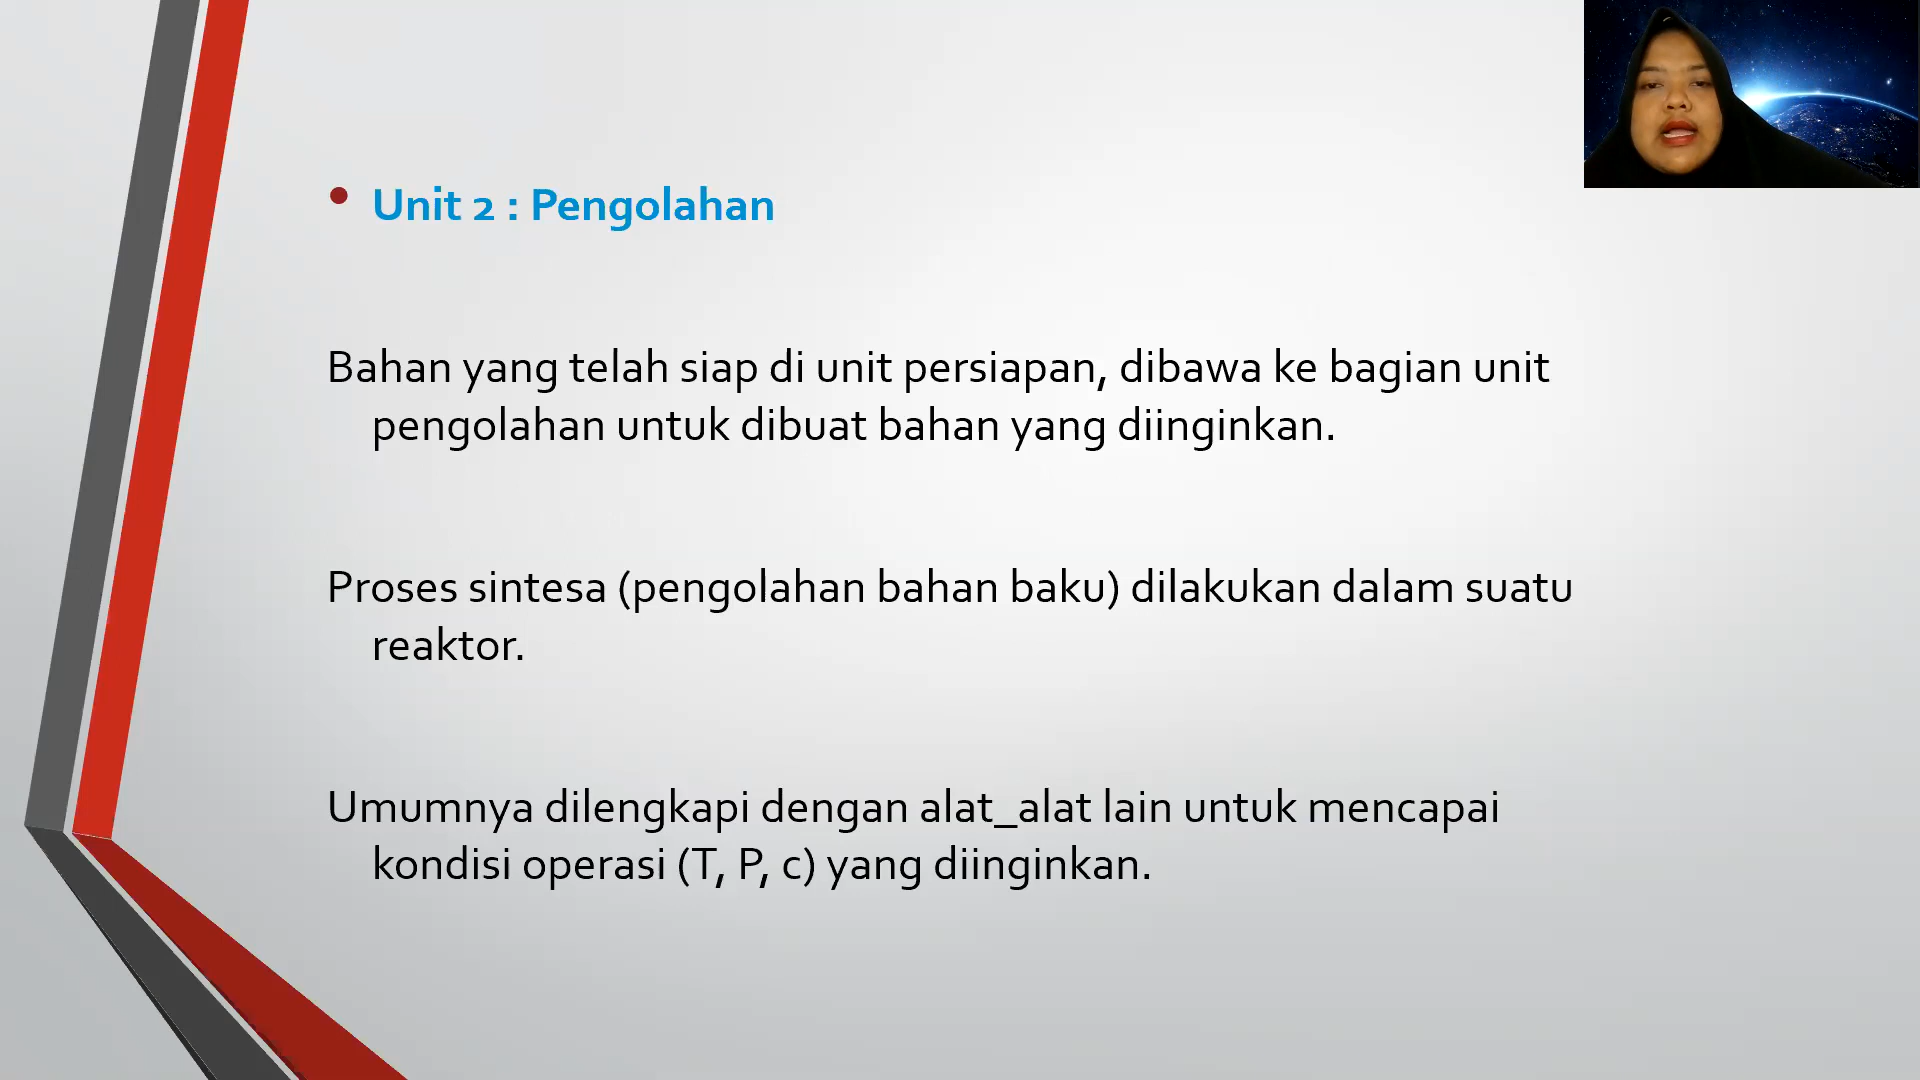 • Unit 2 : Pengolahan
Bahan yang telah siap di unit persiapan, dibawa ke bagian unit
pengolahan untuk dibuat bahan yang diinginkan.
Proses sintesa (pengolahan bahan baku) dilakukan dalam suatu
reaktor.
Umumnya dilengkapi dengan alat_alat lain untuk mencapai
kondisi operasi (T, P, c) yang diinginkan.